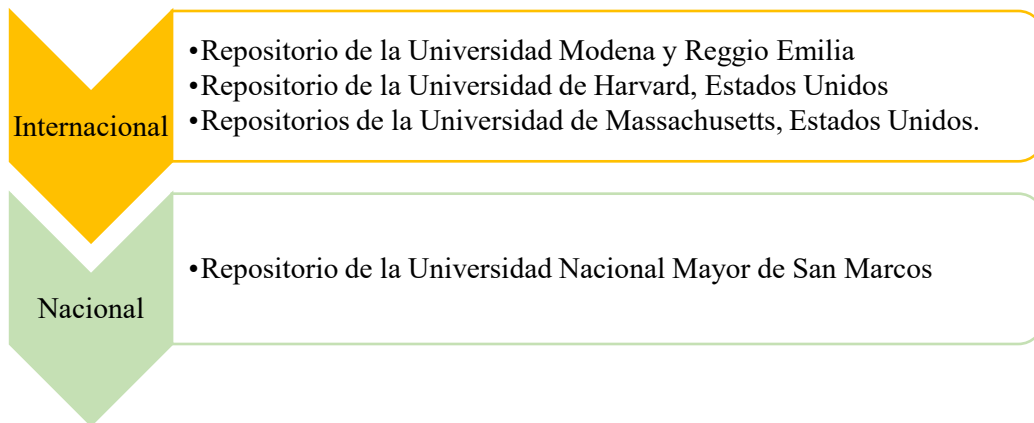 Internacional
•Repositorio de la Universidad Modena y Reggio Emilia
•Repositorio de la Universidad de Harvard, Estados Unidos
•Repositorios de la Universidad de Massachusetts, Estados Unidos.
Nacional
•Repositorio de la Universidad Nacional Mayor de San Marcos